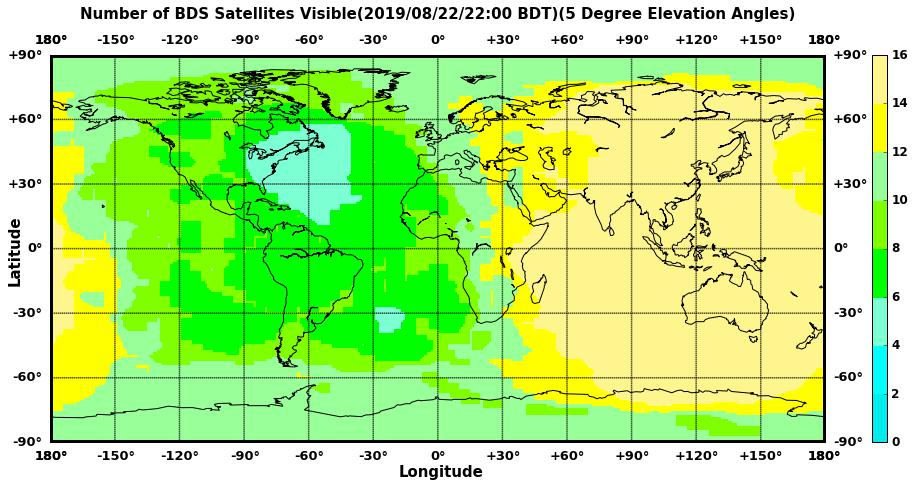 Number of BDS Satellites Visible(2019/08/22/22:00 BDT)(5 Degree Elevation Angles)
180° -150° -120° -90° -60° -30° 0° +30° +60° +90° +120° +150° 180°
+90° +90° 16
14
+60° +60°
12
+30° +30°
10
Latitude
0° 0°
8
6
-30° -30°
4
-60° -60°
2
-90° -90° 0
180° -150° -120° -90° -60° -30° 0° +30° +60° +90° +120° +150° 180°
Longitude